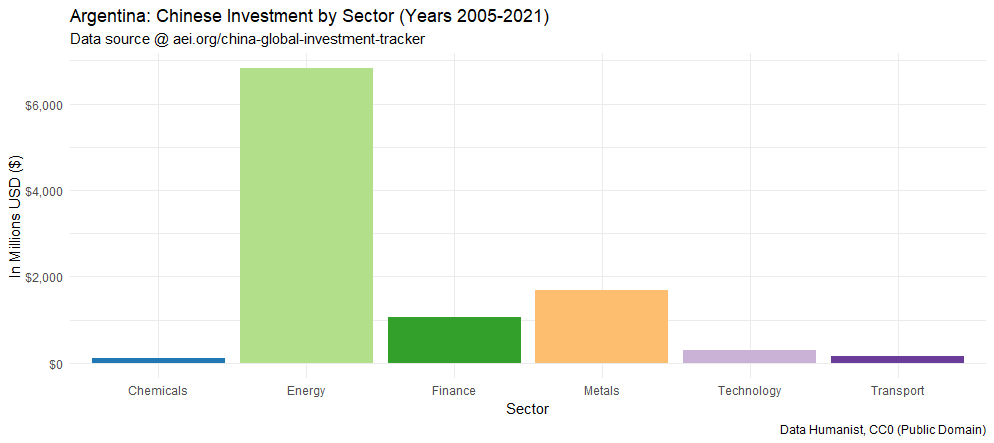 Argentina: Chinese Investment by Sector (Years 2005-2021)
Data source @ aei.org/china-global-investment-tracker
In Millions USD ($)
$6,000
$4,000
$2,000
$0
Chemicals Energy Finance Metals Technology Transport
Sector
Data Humanist, CC0 (Public Domain)